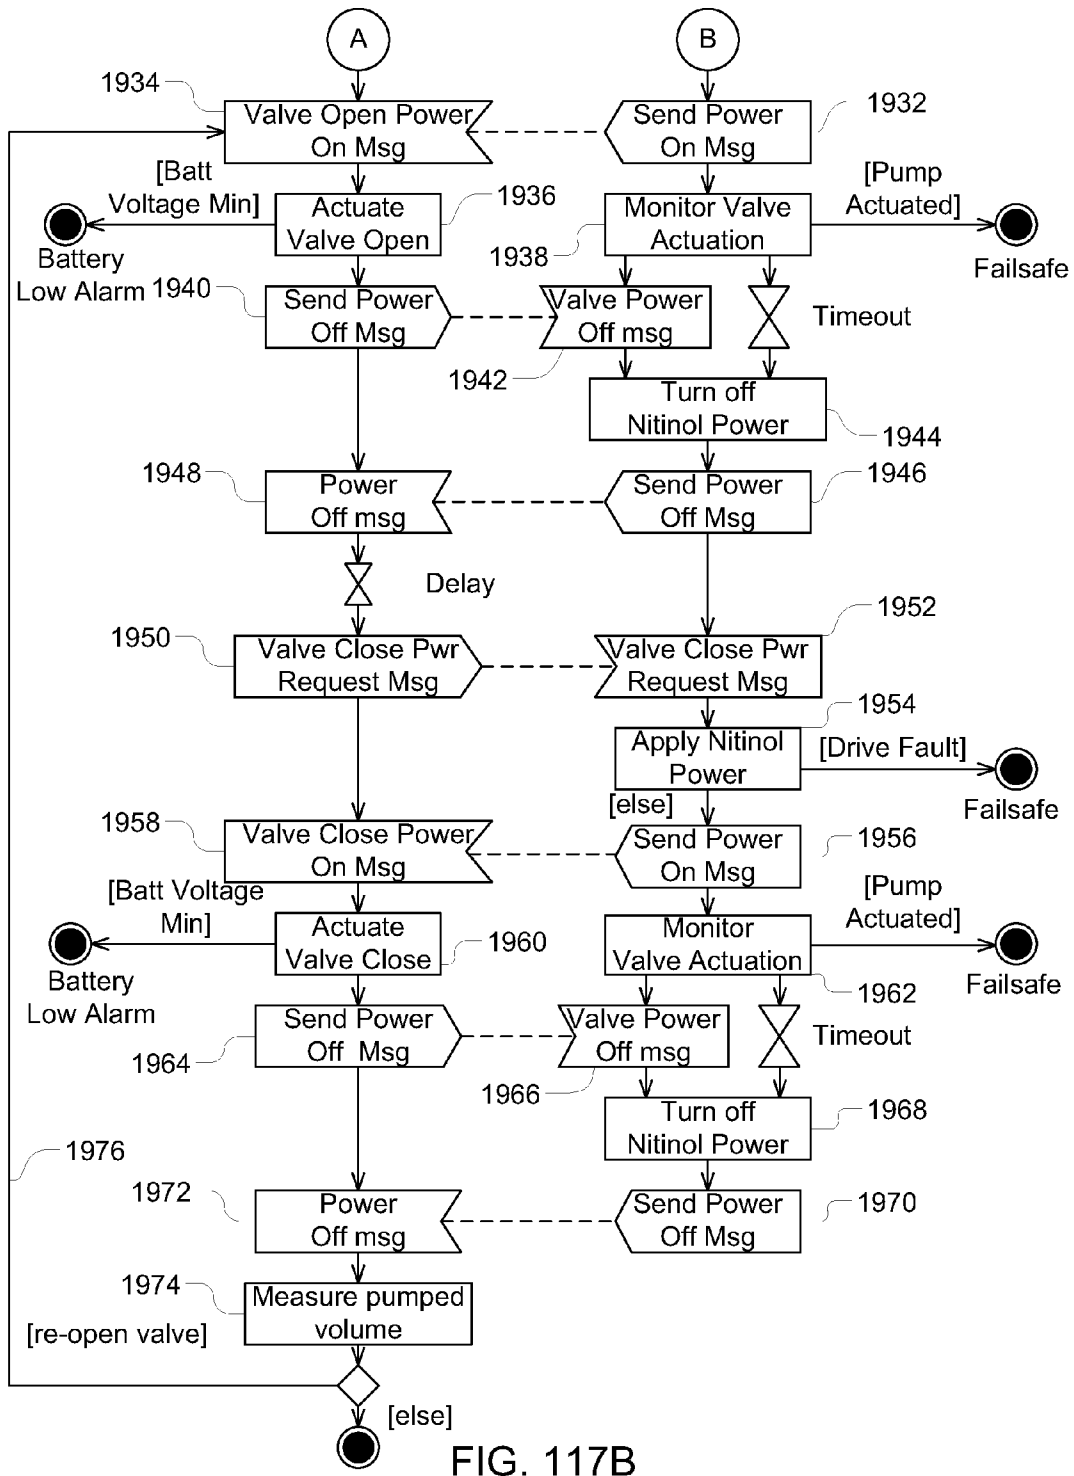 A
B
1934
Valve Open Power
On Msg
Send Power
On Msg
1932
[Batt
Voltage Min]
Actuate
Valve Open
1936
Monitor Valve
Actuation
1938
[Pump
Actuated]
Battery
Low Alarm
Failsafe
1940
Send Power
Off Msg
Valve Power
Off msg
1942
Timeout
Turn off
Nitinol Power
1944
1948
Power
Off msg
Send Power
Off Msg
1946
Delay
1950
Valve Close Pwr
Request Msg
Valve Close Pwr
Request Msg
1952
Apply Nitinol
Power
1954
[Drive Fault]
Failsafe
[else]
1958
Valve Close Power
On Msg
Send Power
On Msg
1956
[Batt Voltage
Min]
Actuate
Valve Close
1960
Monitor
Valve Actuation
1962
[Pump
Actuated]
Battery
Low Alarm
Failsafe
1964
Send Power
Off Msg
Valve Power
Off msg
1966
Timeout
Turn off
Nitinol Power
1968
1976
1972
Power
Off msg
Send Power
Off Msg
1970
1974
Measure pumped
volume
[re-open valve]
[else]
FIG. 117B